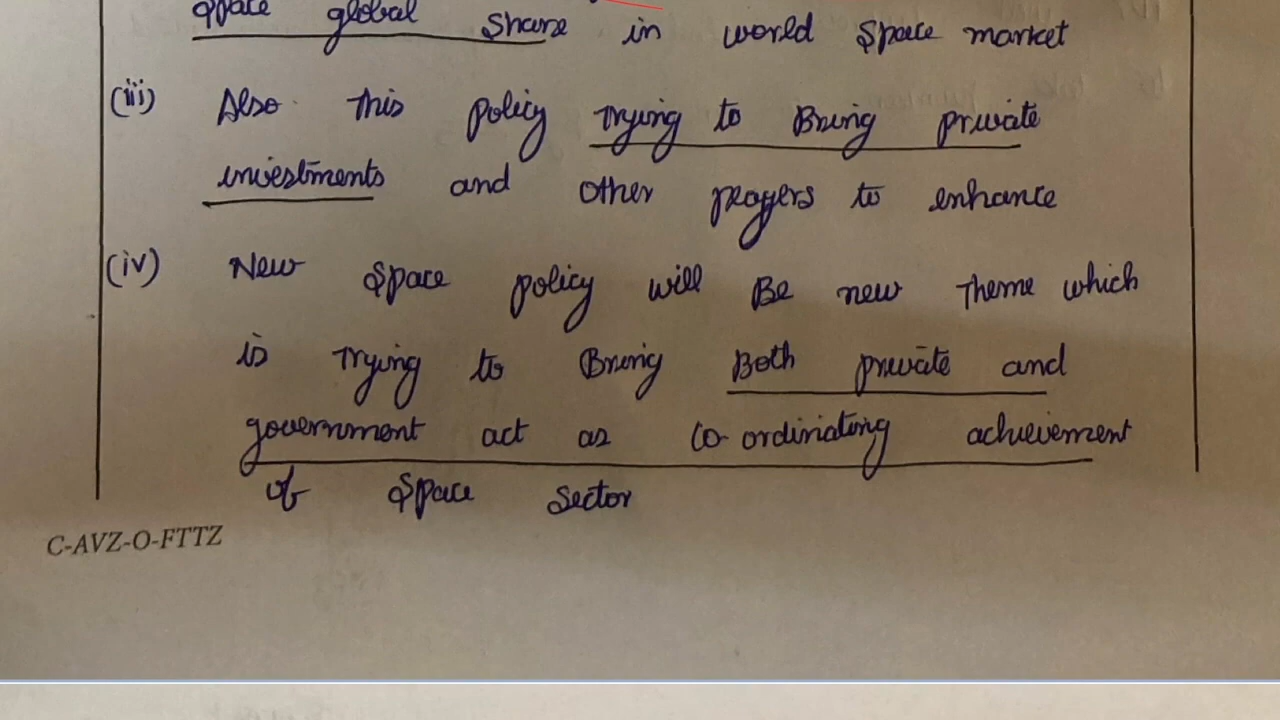 space global share in world space market
(iii) Also this policy trying to Bring private
investments and other prayers to enhance
(iv) New space policy will Be new theme which
is trying to Bring Both private and
government act as co-ordiniating achievement
of space sector
C-AVZ-O-FTTZ